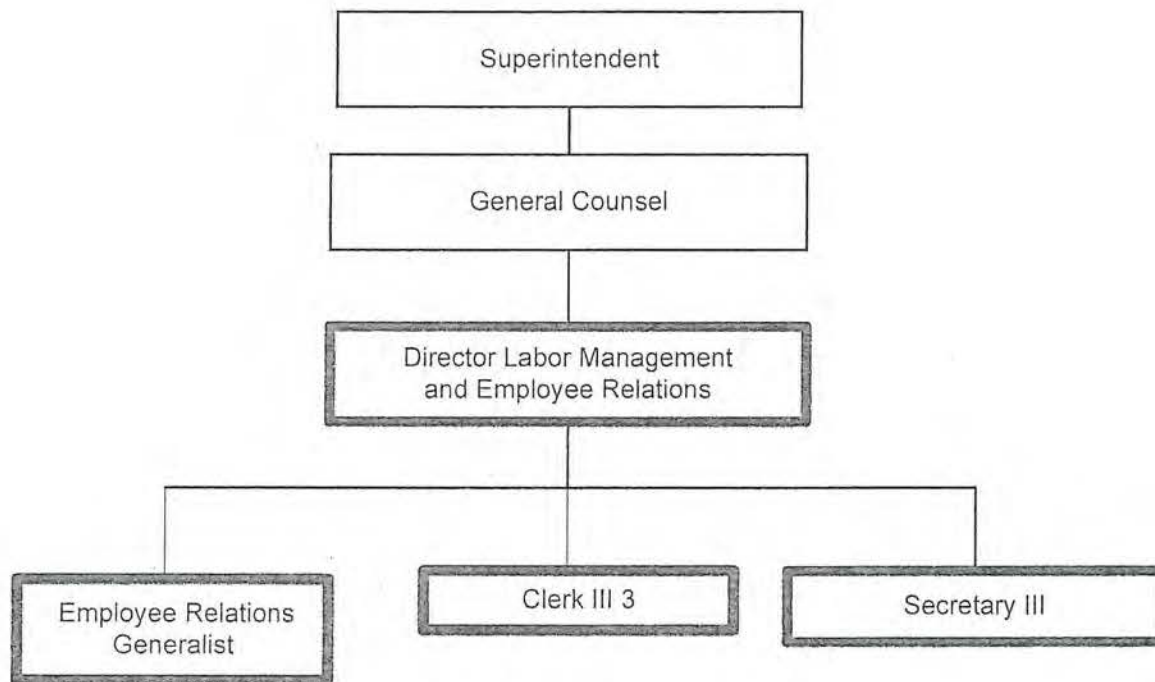 Superintendent
General Counsel
Director Labor Management
and Employee Relations
Employee Relations
Generalist
Clerk III 3
Secretary III